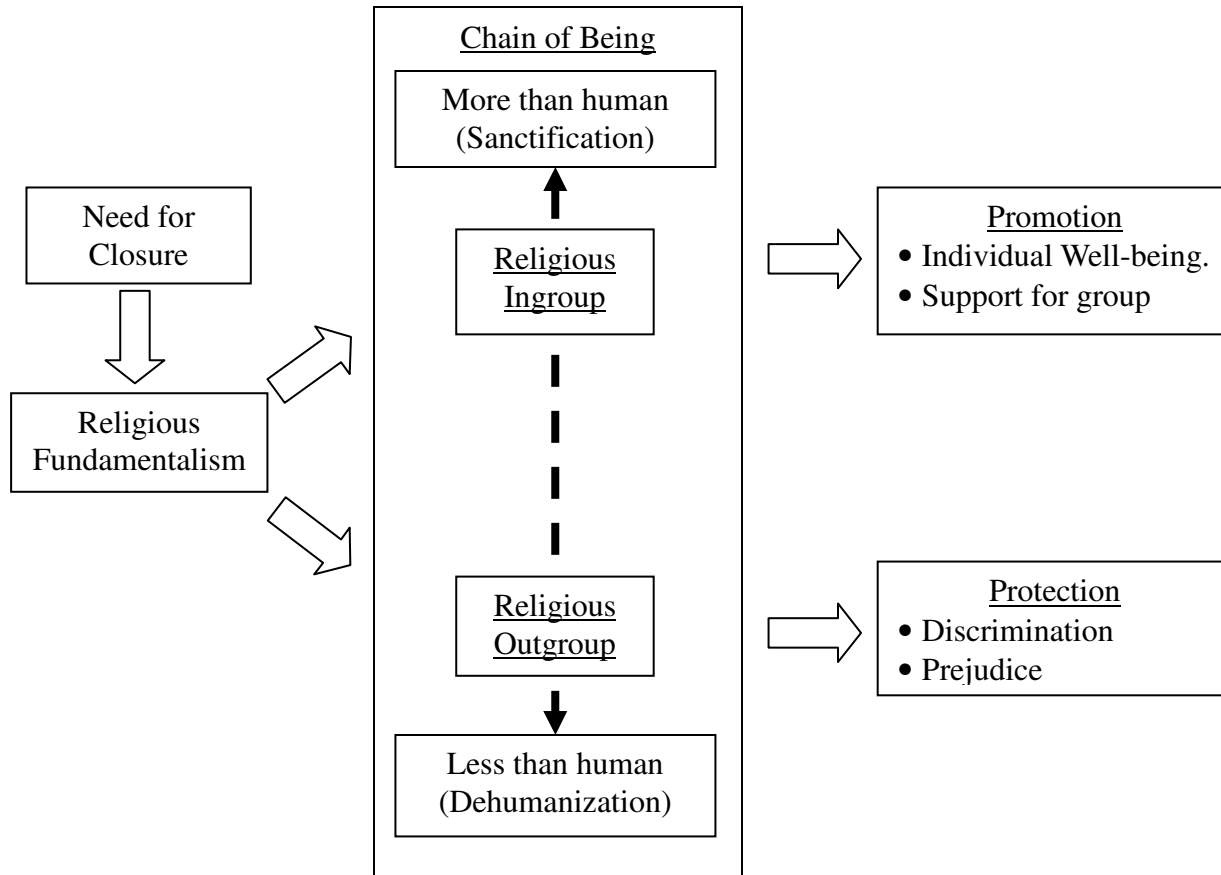 Chain of Being
More than human
(Sanctification)
Need for
Closure
Religious
Ingroup
Promotion
• Individual Well-being.
• Support for group
Religious
Fundamentalism
Religious
Outgroup
Protection
• Discrimination
• Prejudice
Less than human
(Dehumanization)